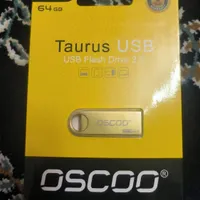 64GB
Taurus USB
USB Flash Drive 2.0
OSCOO